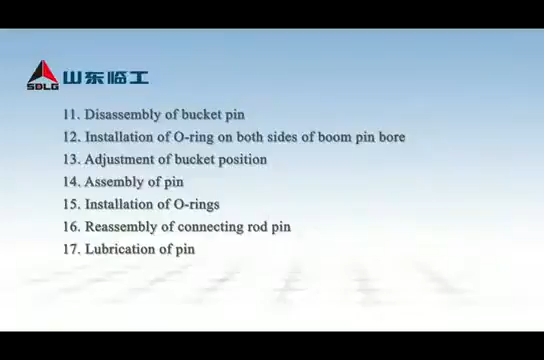 SDLG 山东临工
11. Disassembly of bucket pin
12. Installation of O-ring on both sides of boom pin bore
13. Adjustment of bucket position
14. Assembly of pin
15. Installation of O-rings
16. Reassembly of connecting rod pin
17. Lubrication of pin